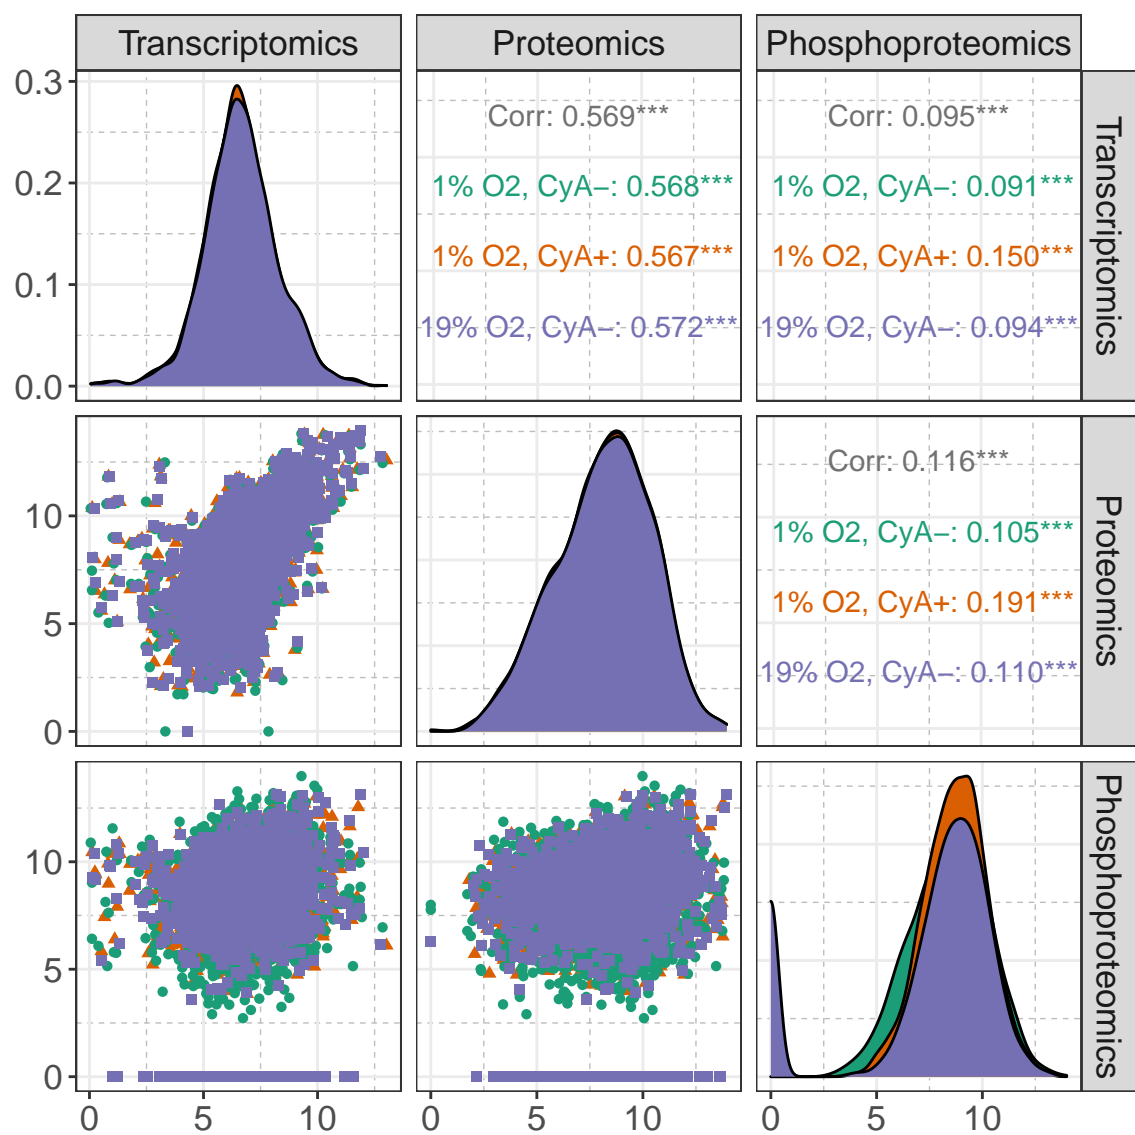 Transcriptomics
Proteomics
Phosphoproteomics
0.3
0.2
0.1
0.0
Corr: 0.569***
1% O2, CyA−: 0.568***
1% O2, CyA+: 0.567***
19% O2, CyA−: 0.572***
Corr: 0.095***
1% O2, CyA−: 0.091***
1% O2, CyA+: 0.150***
19% O2, CyA−: 0.094***
Transcriptomics
10
5
0
Corr: 0.116***
1% O2, CyA−: 0.105***
1% O2, CyA+: 0.191***
19% O2, CyA−: 0.110***
Proteomics
10
5
0
Phosphoproteomics
0 5 10
0 5 10
0 5 10